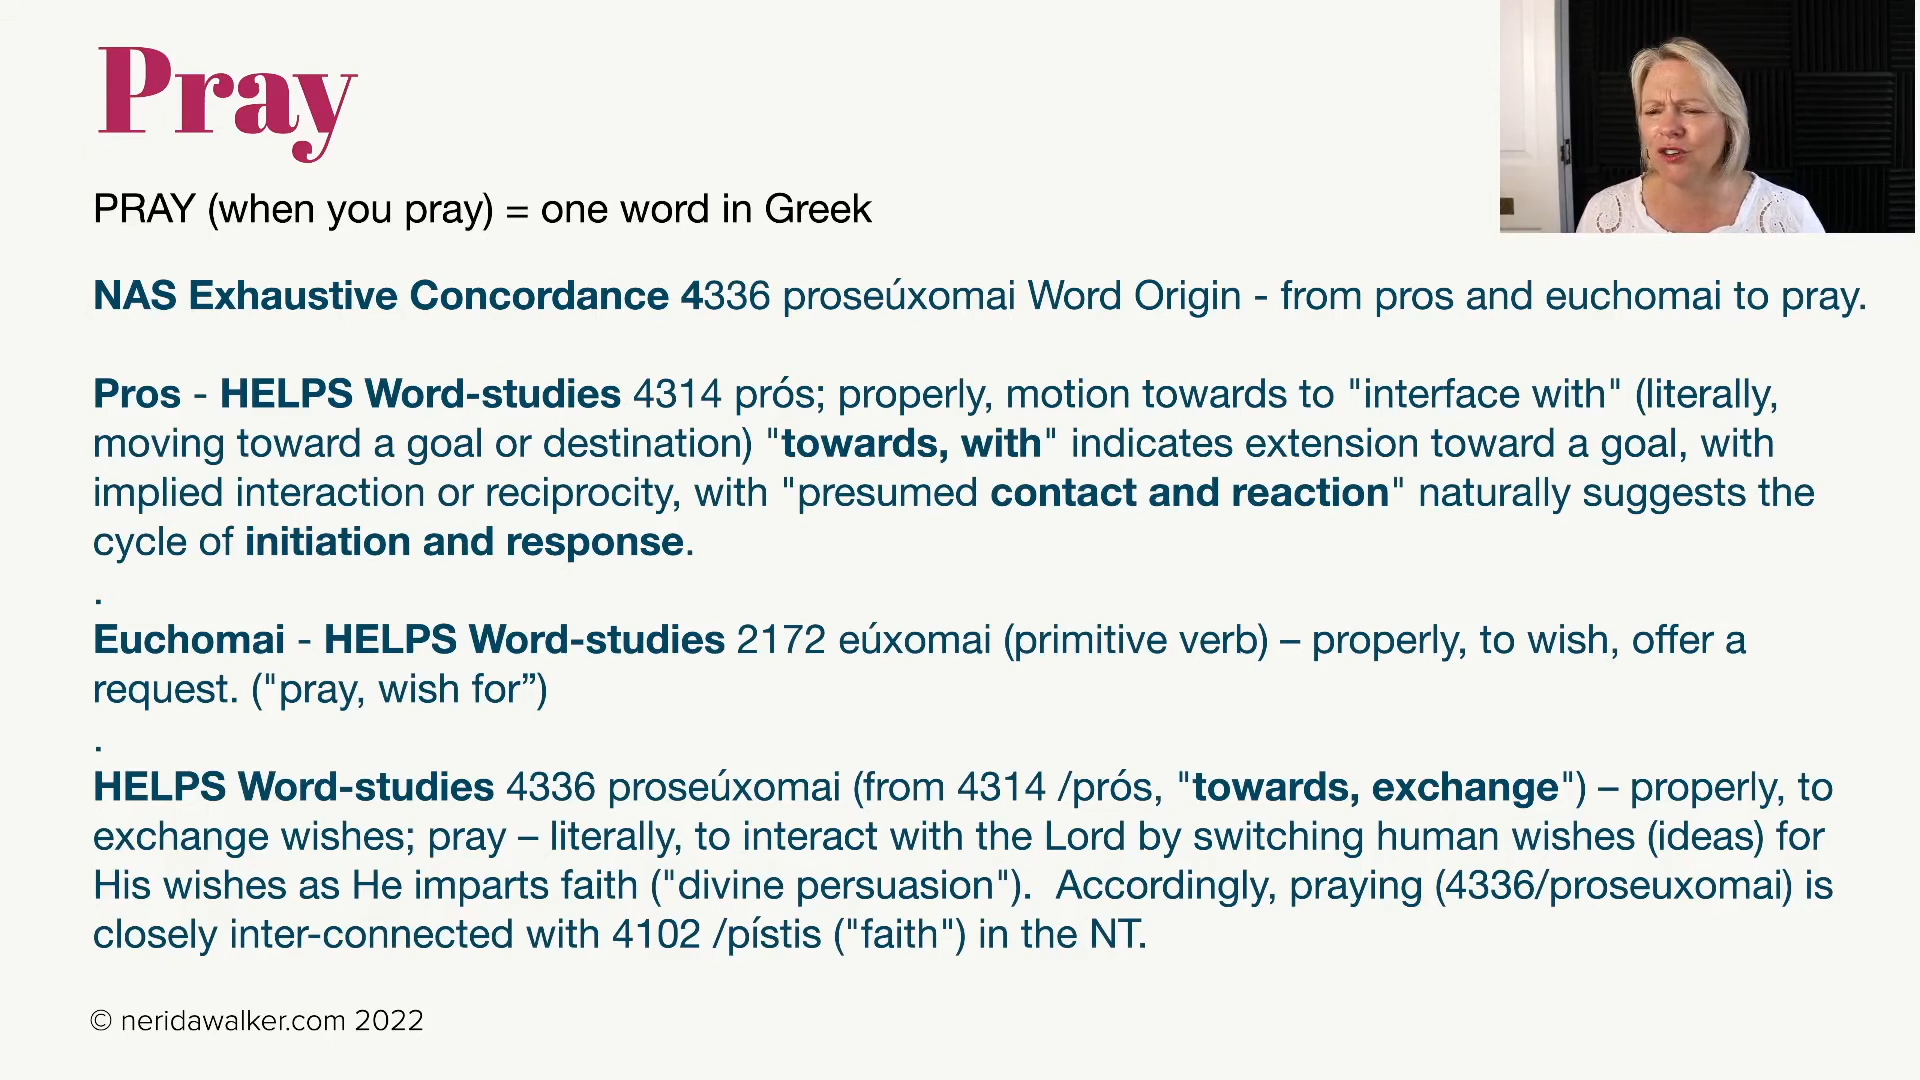 Pray
PRAY (when you pray) = one word in Greek
NAS Exhaustive Concordance 4336 proseúxomai Word Origin - from pros and euchomai to pray.
Pros - HELPS Word-studies 4314 prós; properly, motion towards to "interface with" (literally,
moving toward a goal or destination) "towards, with" indicates extension toward a goal, with
implied interaction or reciprocity, with "presumed contact and reaction" naturally suggests the
cycle of initiation and response.
.
Euchomai - HELPS Word-studies 2172 eúxomai (primitive verb) – properly, to wish, offer a
request. ("pray, wish for”)
.
HELPS Word-studies 4336 proseúxomai (from 4314 /prós, "towards, exchange") – properly, to
exchange wishes; pray – literally, to interact with the Lord by switching human wishes (ideas) for
His wishes as He imparts faith ("divine persuasion").  Accordingly, praying (4336/proseuxomai) is
closely inter-connected with 4102 /pístis ("faith") in the NT.
© neridawalker.com 2022